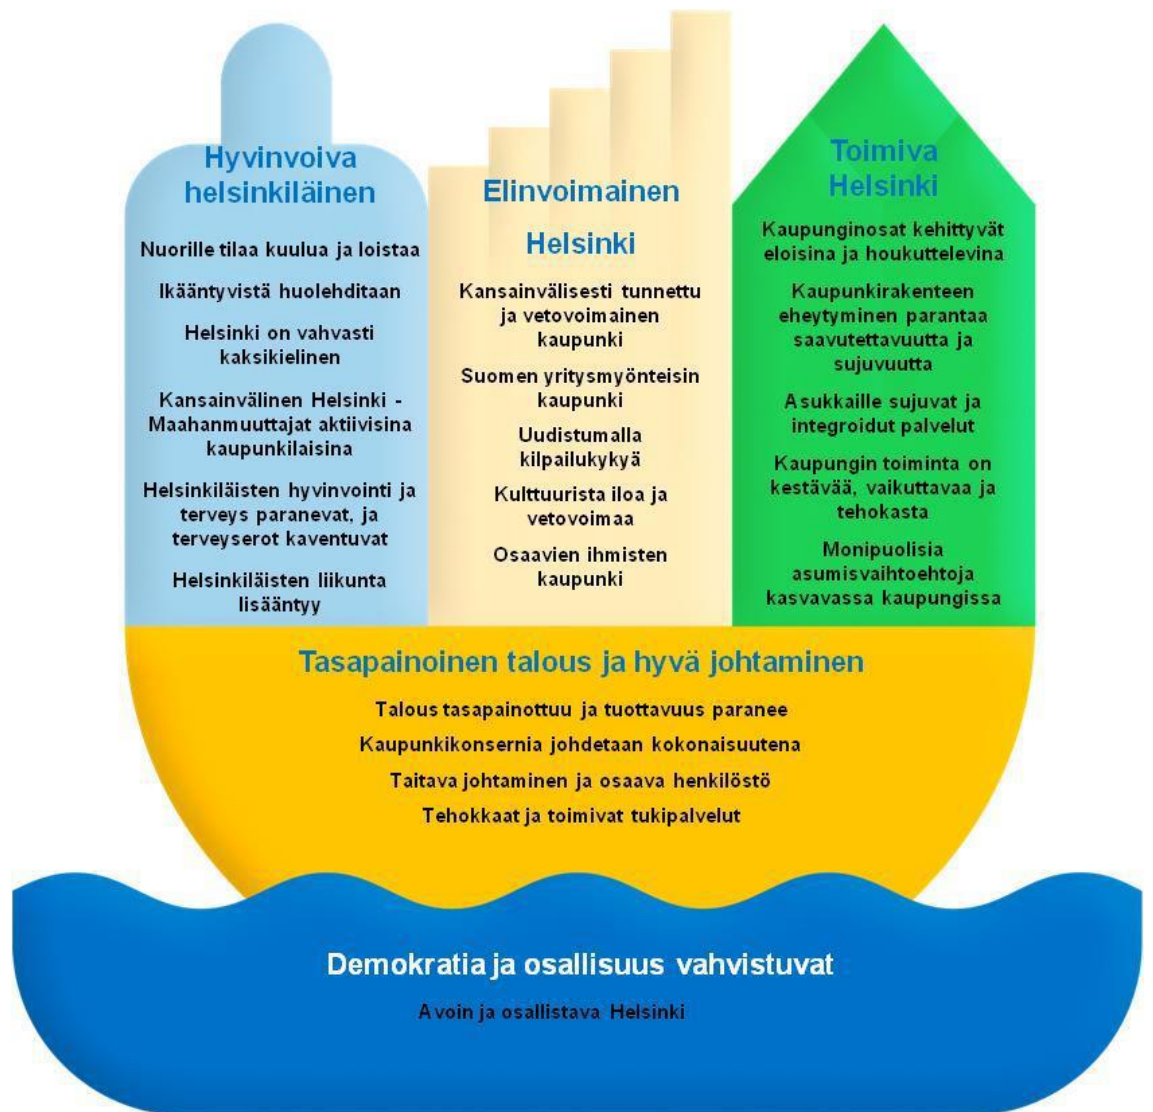 Hyvinvoiva
helsinkiläinen
Nuorille tilaa kuulua ja loistaa
Ikääntyvistä huolehditaan
Helsinki on vahvasti
kaksikielinen
Kansainvälinen Helsinki -
Maahanmuuttajat aktiivisina
kaupunkilaisina
Helsinkiläisten hyvinvointi ja
terveys paranevat, ja
terveyserot kaventuvat
Helsinkiläisten liikunta
lisääntyy
Elinvoimainen
Helsinki
Kansainvälisesti tunnettu
ja vetovoimainen
kaupunki
Suomen yritysmyönteisin
kaupunki
Uudistumalla
kilpailukykyä
Kulttuurista iloa ja
vetovoimaa
Osaavien ihmisten
kaupunki
Toimiva
Helsinki
Kaupunginosat kehittyvät
eloisina ja houkuttelevina
Kaupunkirakenteen
eheytyminen parantaa
saavutettavuutta ja
sujuvuutta
Asukkaille sujuvat ja
integroidut palvelut
Kaupungin toiminta on
kestävää, vaikuttavaa ja
tehokasta
Monipuolisia
asumisvaihtoehtoja
kasvavassa kaupungissa
Tasapainoinen talous ja hyvä johtaminen
Talous tasapainottuu ja tuottavuus paranee
Kaupunkikonsernia johdetaan kokonaisuutena
Taitava johtaminen ja osaava henkilöstö
Tehokkaat ja toimivat tukipalvelut
Demokratia ja osallisuus vahvistuvat
Avoin ja osallistava Helsinki